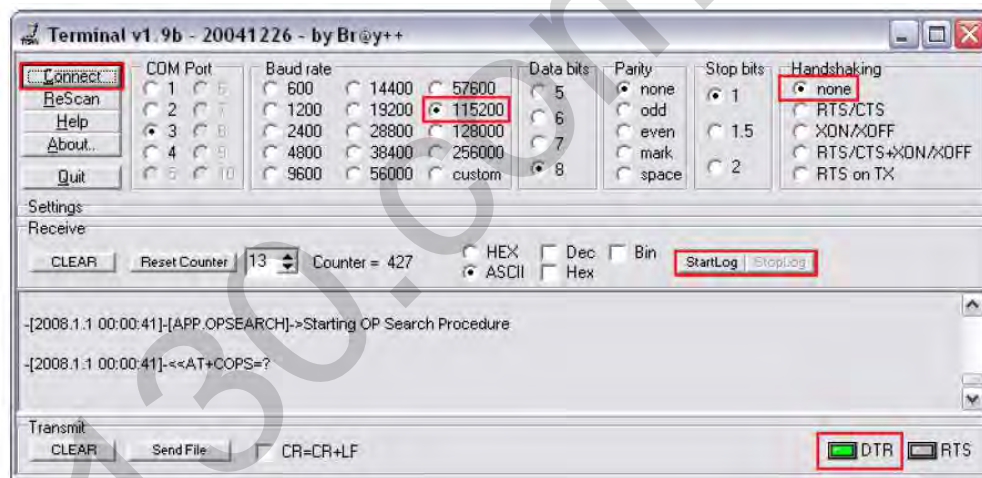 Terminal v1.9b - 20041226 - by Br@y++
Connect
ReScan
Help
About..
Quit
COM Port
1 6
2 7
3 8
4 9
5 10
Baud rate
600 14400 57600
1200 19200 115200
2400 28800 128000
4800 38400 256000
9600 56000 custom
Data bits
5
6
7
8
Parity
none
odd
even
mark
space
Stop bits
1
1.5
2
Handshaking
none
RTS/CTS
XON/XOFF
RTS/CTS+XON/XOFF
RTS on TX
Settings
Receive
CLEAR Reset Counter 13 Counter = 427
HEX Dec Bin
ASCII Hex
StartLog StopLog
-[2008.1.1 00:00:41]-[APP.OPSEARCH]->Starting OP Search Procedure
-[2008.1.1 00:00:41]-<<AT+COPS=?
Transmit
CLEAR Send File CR=CR+LF DTR RTS
130.com